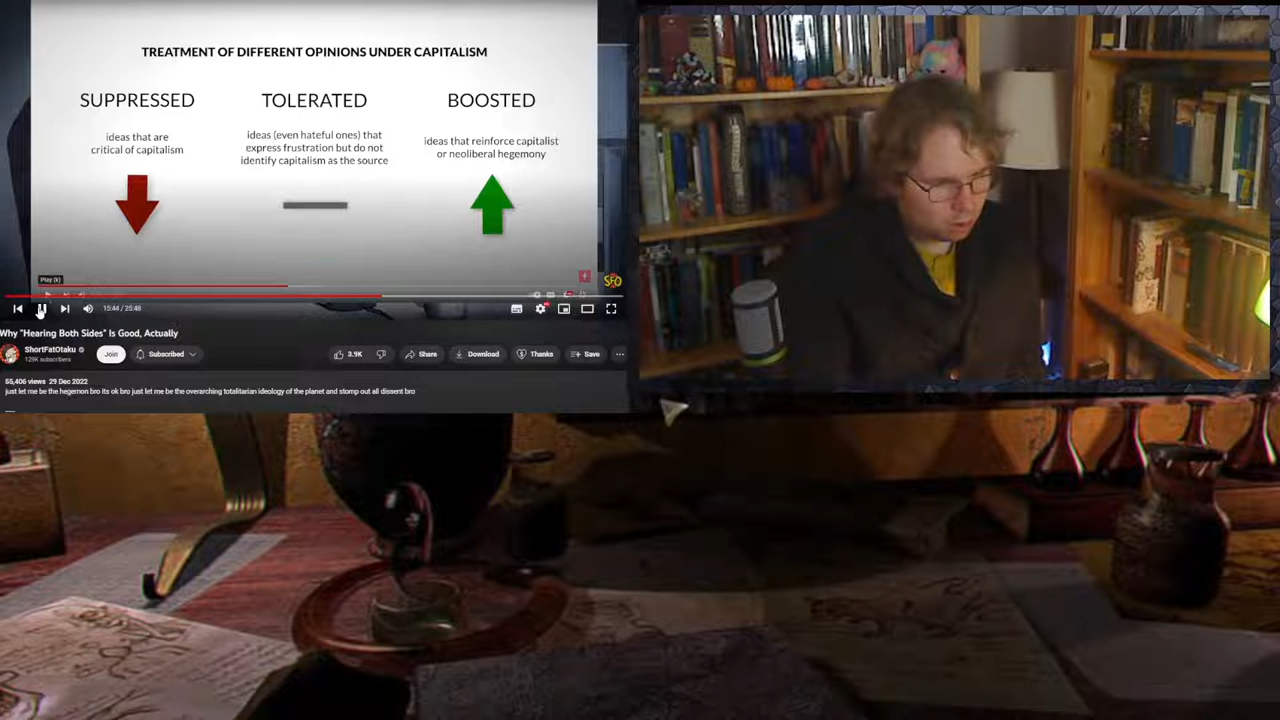 TREATMENT OF DIFFERENT OPINIONS UNDER CAPITALISM
SUPPRESSED
ideas that are
critical of capitalism
TOLERATED
ideas (even hateful ones) that
express frustration but do not
identify capitalism as the source
BOOSTED
ideas that reinforce capitalist
or neoliberal hegemony
Play (k)
SFO
15:44 / 25:48
Why "Hearing Both Sides" Is Good, Actually
ShortFatOtaku
129K subscribers
Join
Subscribed
3.9K
Share
Download
Thanks
Save
55,406 views 29 Dec 2022
just let me be the hegemon bro its ok bro just let me be the overarching totalitarian ideology of the planet and stomp out all dissent bro